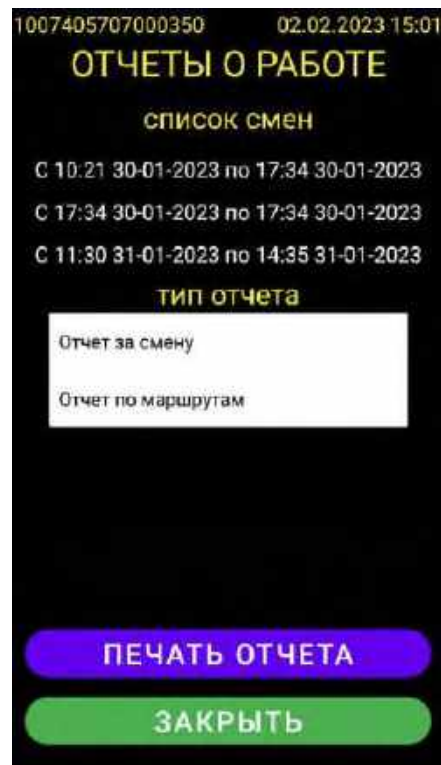 1007405707000350 02.02.2023 15:01
ОТЧЕТЫ О РАБОТЕ
список смен
С 10:21 30-01-2023 по 17:34 30-01-2023
С 17:34 30-01-2023 по 17:34 30-01-2023
С 11:30 31-01-2023 по 14:35 31-01-2023
тип отчета
Отчет за смену
Отчет по маршрутам
ПЕЧАТЬ ОТЧЕТА
ЗАКРЫТЬ